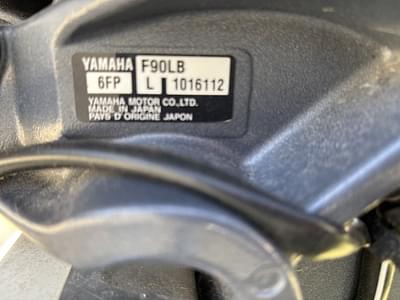 YAMAHA F90LB
6FP L 1016112
YAMAHA MOTOR CO.,LTD.
MADE IN JAPAN
PAYS D'ORIGINE JAPON